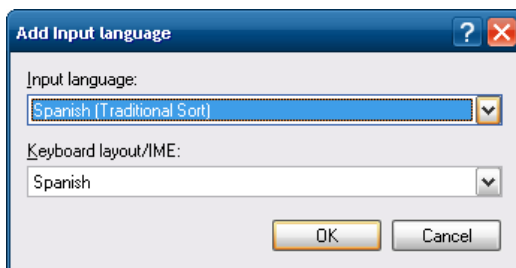 Add Input language
Input language:
Spanish (Traditional Sort)
Keyboard layout/IME:
Spanish
OK Cancel